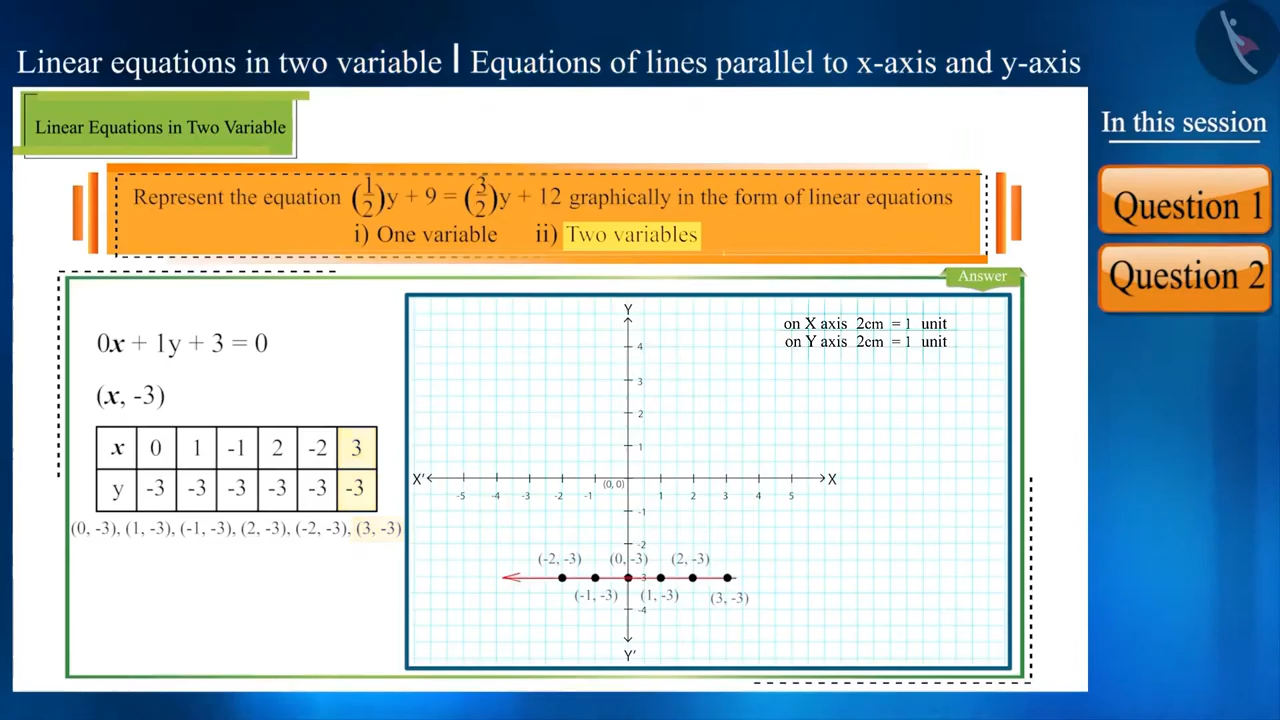 Linear equations in two variable | Equations of lines parallel to x-axis and y-axis
Linear Equations in Two Variable
In this session
Question 1
Question 2
Represent the equation (1/2)y + 9 = (3/2)y + 12 graphically in the form of linear equations
i) One variable ii) Two variables
Answer
0x + 1y + 3 = 0
(x, -3)
x 0 1 -1 2 -2 3
y -3 -3 -3 -3 -3 -3
(0, -3), (1, -3), (-1, -3), (2, -3), (-2, -3), (3, -3)
on X axis 2cm = 1 unit
on Y axis 2cm = 1 unit
Y
4
3
2
1
X' (0, 0) X
-5 -4 -3 -2 -1 1 2 3 4 5
-1
-2
(-2, -3) (0, -3) (2, -3)
-3
(-1, -3) (1, -3) (3, -3)
-4
Y'